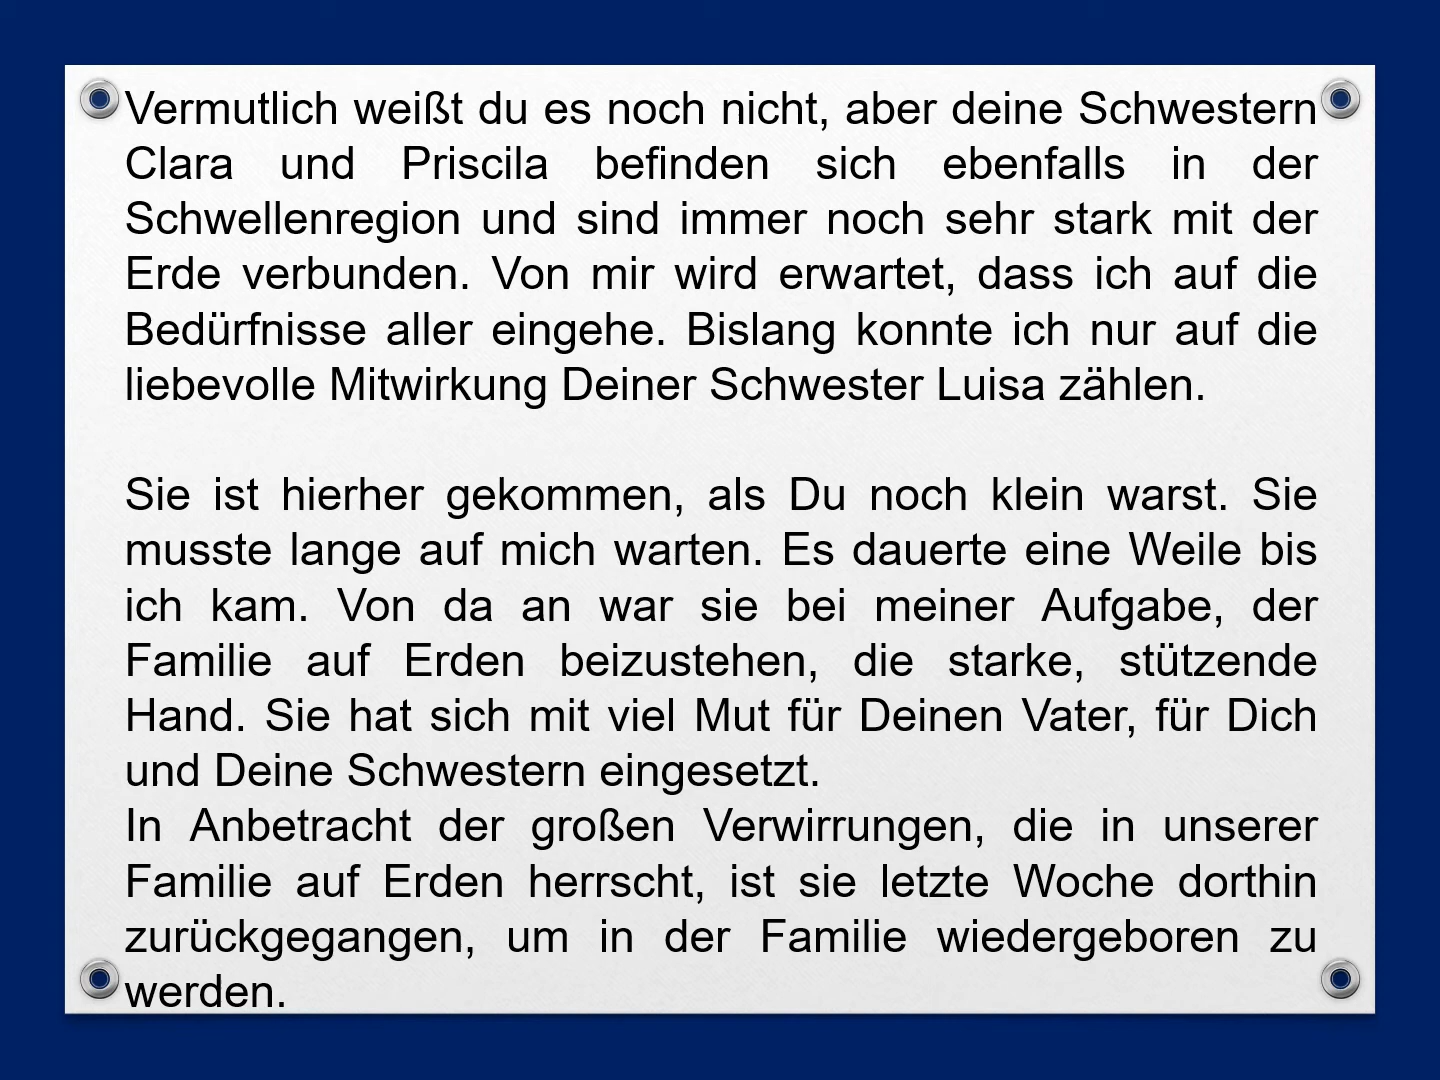 Vermutlich weißt du es noch nicht, aber deine Schwestern
Clara und Priscila befinden sich ebenfalls in der
Schwellenregion und sind immer noch sehr stark mit der
Erde verbunden. Von mir wird erwartet, dass ich auf die
Bedürfnisse aller eingehe. Bislang konnte ich nur auf die
liebevolle Mitwirkung Deiner Schwester Luisa zählen.
Sie ist hierher gekommen, als Du noch klein warst. Sie
musste lange auf mich warten. Es dauerte eine Weile bis
ich kam. Von da an war sie bei meiner Aufgabe, der
Familie auf Erden beizustehen, die starke, stützende
Hand. Sie hat sich mit viel Mut für Deinen Vater, für Dich
und Deine Schwestern eingesetzt.
In Anbetracht der großen Verwirrungen, die in unserer
Familie auf Erden herrscht, ist sie letzte Woche dorthin
zurückgegangen, um in der Familie wiedergeboren zu
werden.